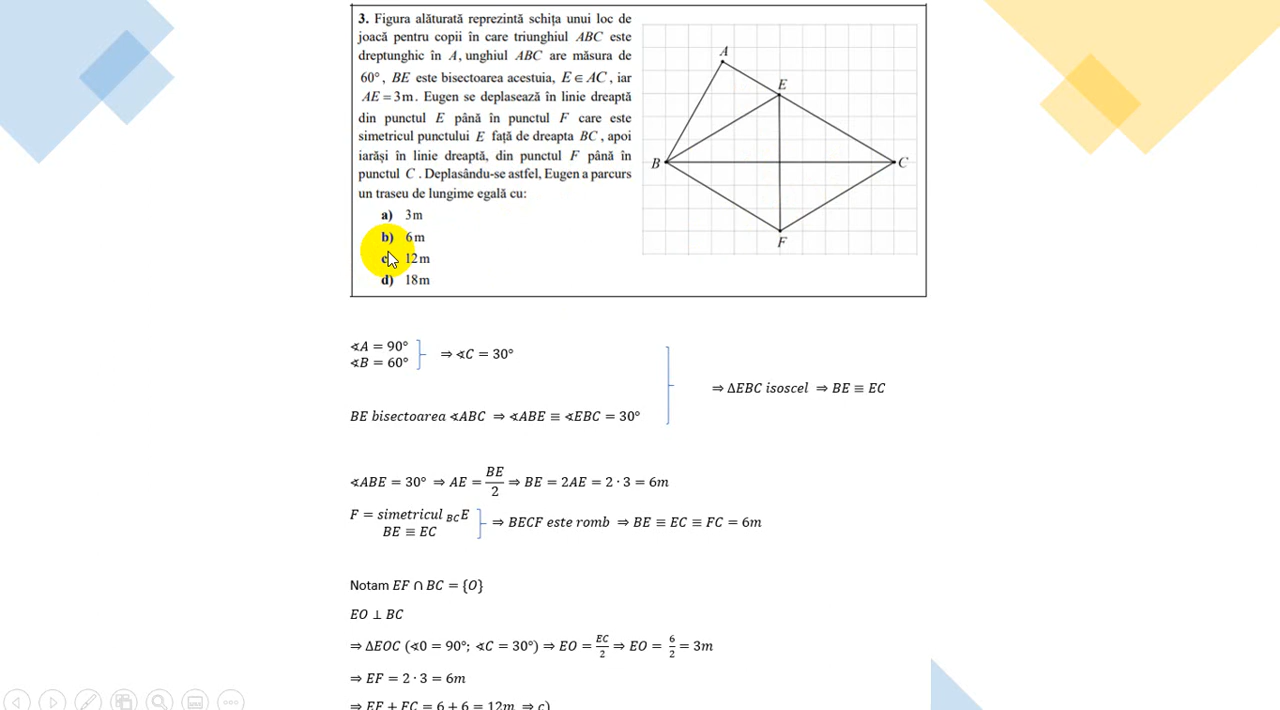 3. Figura alăturată reprezintă schița unui loc de
joacă pentru copii în care triunghiul ABC este
dreptunghic în A, unghiul ABC are măsura de
60°, BE este bisectoarea acestuia, E ∈ AC, iar
AE = 3m. Eugen se deplasează în linie dreaptă
din punctul E până în punctul F care este
simetricul punctului E față de dreapta BC, apoi
iarăși în linie dreaptă, din punctul F până în
punctul C. Deplasându-se astfel, Eugen a parcurs
un traseu de lungime egală cu:
a) 3m
b) 6m
c 12m
d) 18m
A
E
B
C
F
∢A = 90°
∢B = 60°
⇒ ∢C = 30°
⇒ ΔEBC isoscel ⇒ BE ≡ EC
BE bisectoarea ∢ABC ⇒ ∢ABE ≡ ∢EBC = 30°
∢ABE = 30° ⇒ AE = BE/2 ⇒ BE = 2AE = 2 · 3 = 6m
F = simetricul BC E
BE ≡ EC
⇒ BECF este romb ⇒ BE ≡ EC ≡ FC = 6m
Notam EF ∩ BC = {O}
EO ⊥ BC
⇒ ΔEOC (∢0 = 90°; ∢C = 30°) ⇒ EO = EC/2 ⇒ EO = 6/2 = 3m
⇒ EF = 2 · 3 = 6m
⇒ EF + FC = 6 + 6 = 12m ⇒ c)